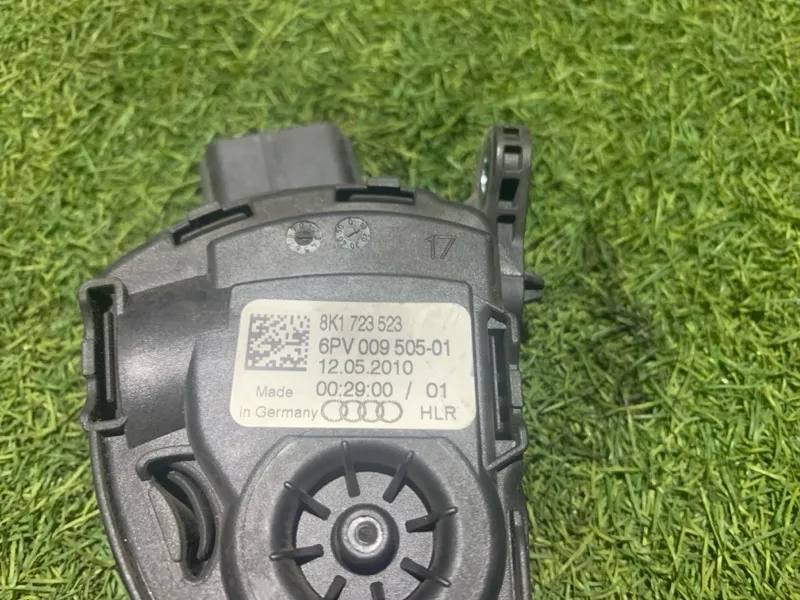 17
8K1 723 523
6PV 009 505-01
12.05.2010
Made 00:29:00 / 01
in Germany HLR